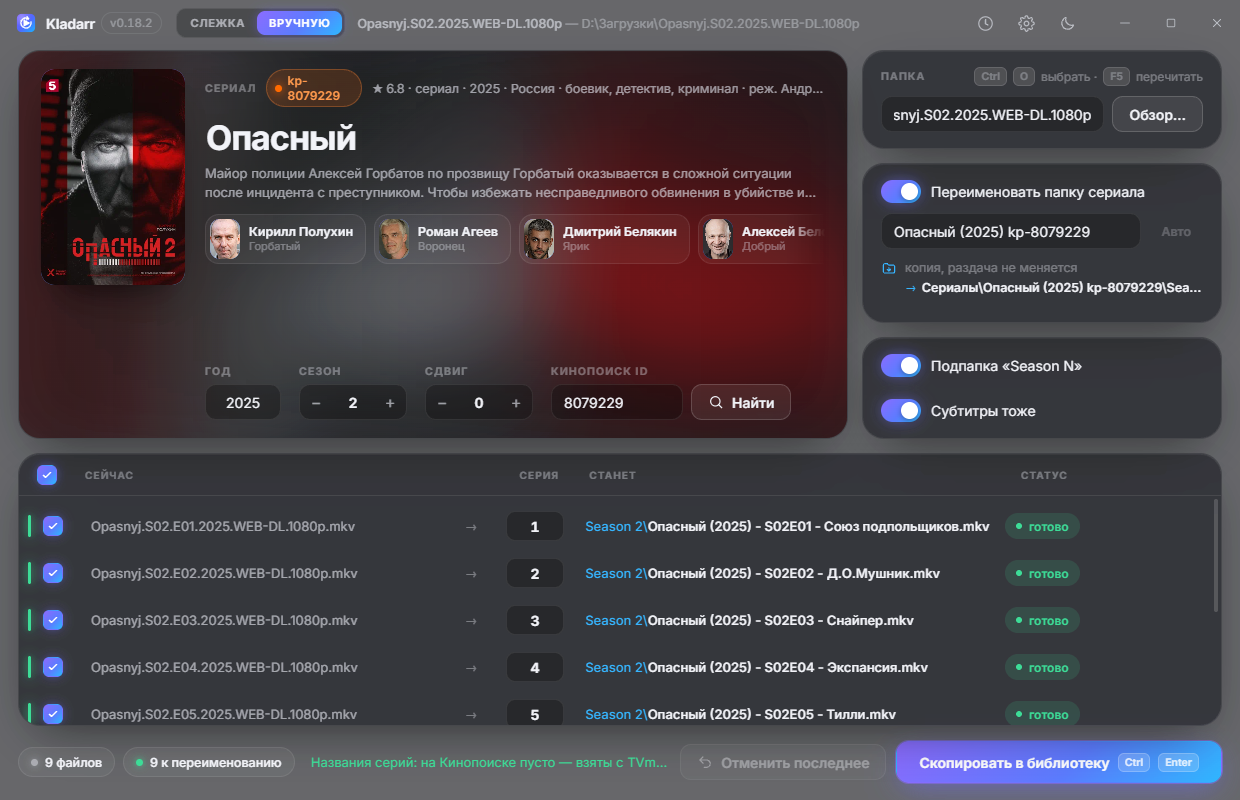 Kladarr v0.18.2 СЛЕЖКА ВРУЧНУЮ Opasnyj.S02.2025.WEB-DL.1080p — D:\Загрузки\Opasnyj.S02.2025.WEB-DL.1080p
5
ОПАСНЫЙ 2
СЕРИАЛ kp-8079229 ★ 6.8 · сериал · 2025 · Россия · боевик, детектив, криминал · реж. Андр...
Опасный
Майор полиции Алексей Горбатов по прозвищу Горбатый оказывается в сложной ситуации
после инцидента с преступником. Чтобы избежать несправедливого обвинения в убийстве и...
Кирилл Полухин
Горбатый
Роман Агеев
Воронец
Дмитрий Белякин
Ярик
Алексей Бел
Добрый
ГОД СЕЗОН СДВИГ КИНОПОИСК ID
2025 − 2 + − 0 + 8079229 Найти
ПАПКА Ctrl O выбрать · F5 перечитать
snyj.S02.2025.WEB-DL.1080p Обзор...
Переименовать папку сериала
Опасный (2025) kp-8079229 Авто
копия, раздача не меняется
→ Сериалы\Опасный (2025) kp-8079229\Sea...
Подпапка «Season N»
Субтитры тоже
СЕЙЧАС СЕРИЯ СТАНЕТ СТАТУС
Opasnyj.S02.E01.2025.WEB-DL.1080p.mkv → 1 Season 2\Опасный (2025) - S02E01 - Союз подпольщиков.mkv готово
Opasnyj.S02.E02.2025.WEB-DL.1080p.mkv → 2 Season 2\Опасный (2025) - S02E02 - Д.О.Мушник.mkv готово
Opasnyj.S02.E03.2025.WEB-DL.1080p.mkv → 3 Season 2\Опасный (2025) - S02E03 - Снайпер.mkv готово
Opasnyj.S02.E04.2025.WEB-DL.1080p.mkv → 4 Season 2\Опасный (2025) - S02E04 - Экспансия.mkv готово
Opasnyj.S02.E05.2025.WEB-DL.1080p.mkv → 5 Season 2\Опасный (2025) - S02E05 - Тилли.mkv готово
9 файлов 9 к переименованию Названия серий: на Кинопоиске пусто — взяты с TVm... Отменить последнее Скопировать в библиотеку Ctrl Enter